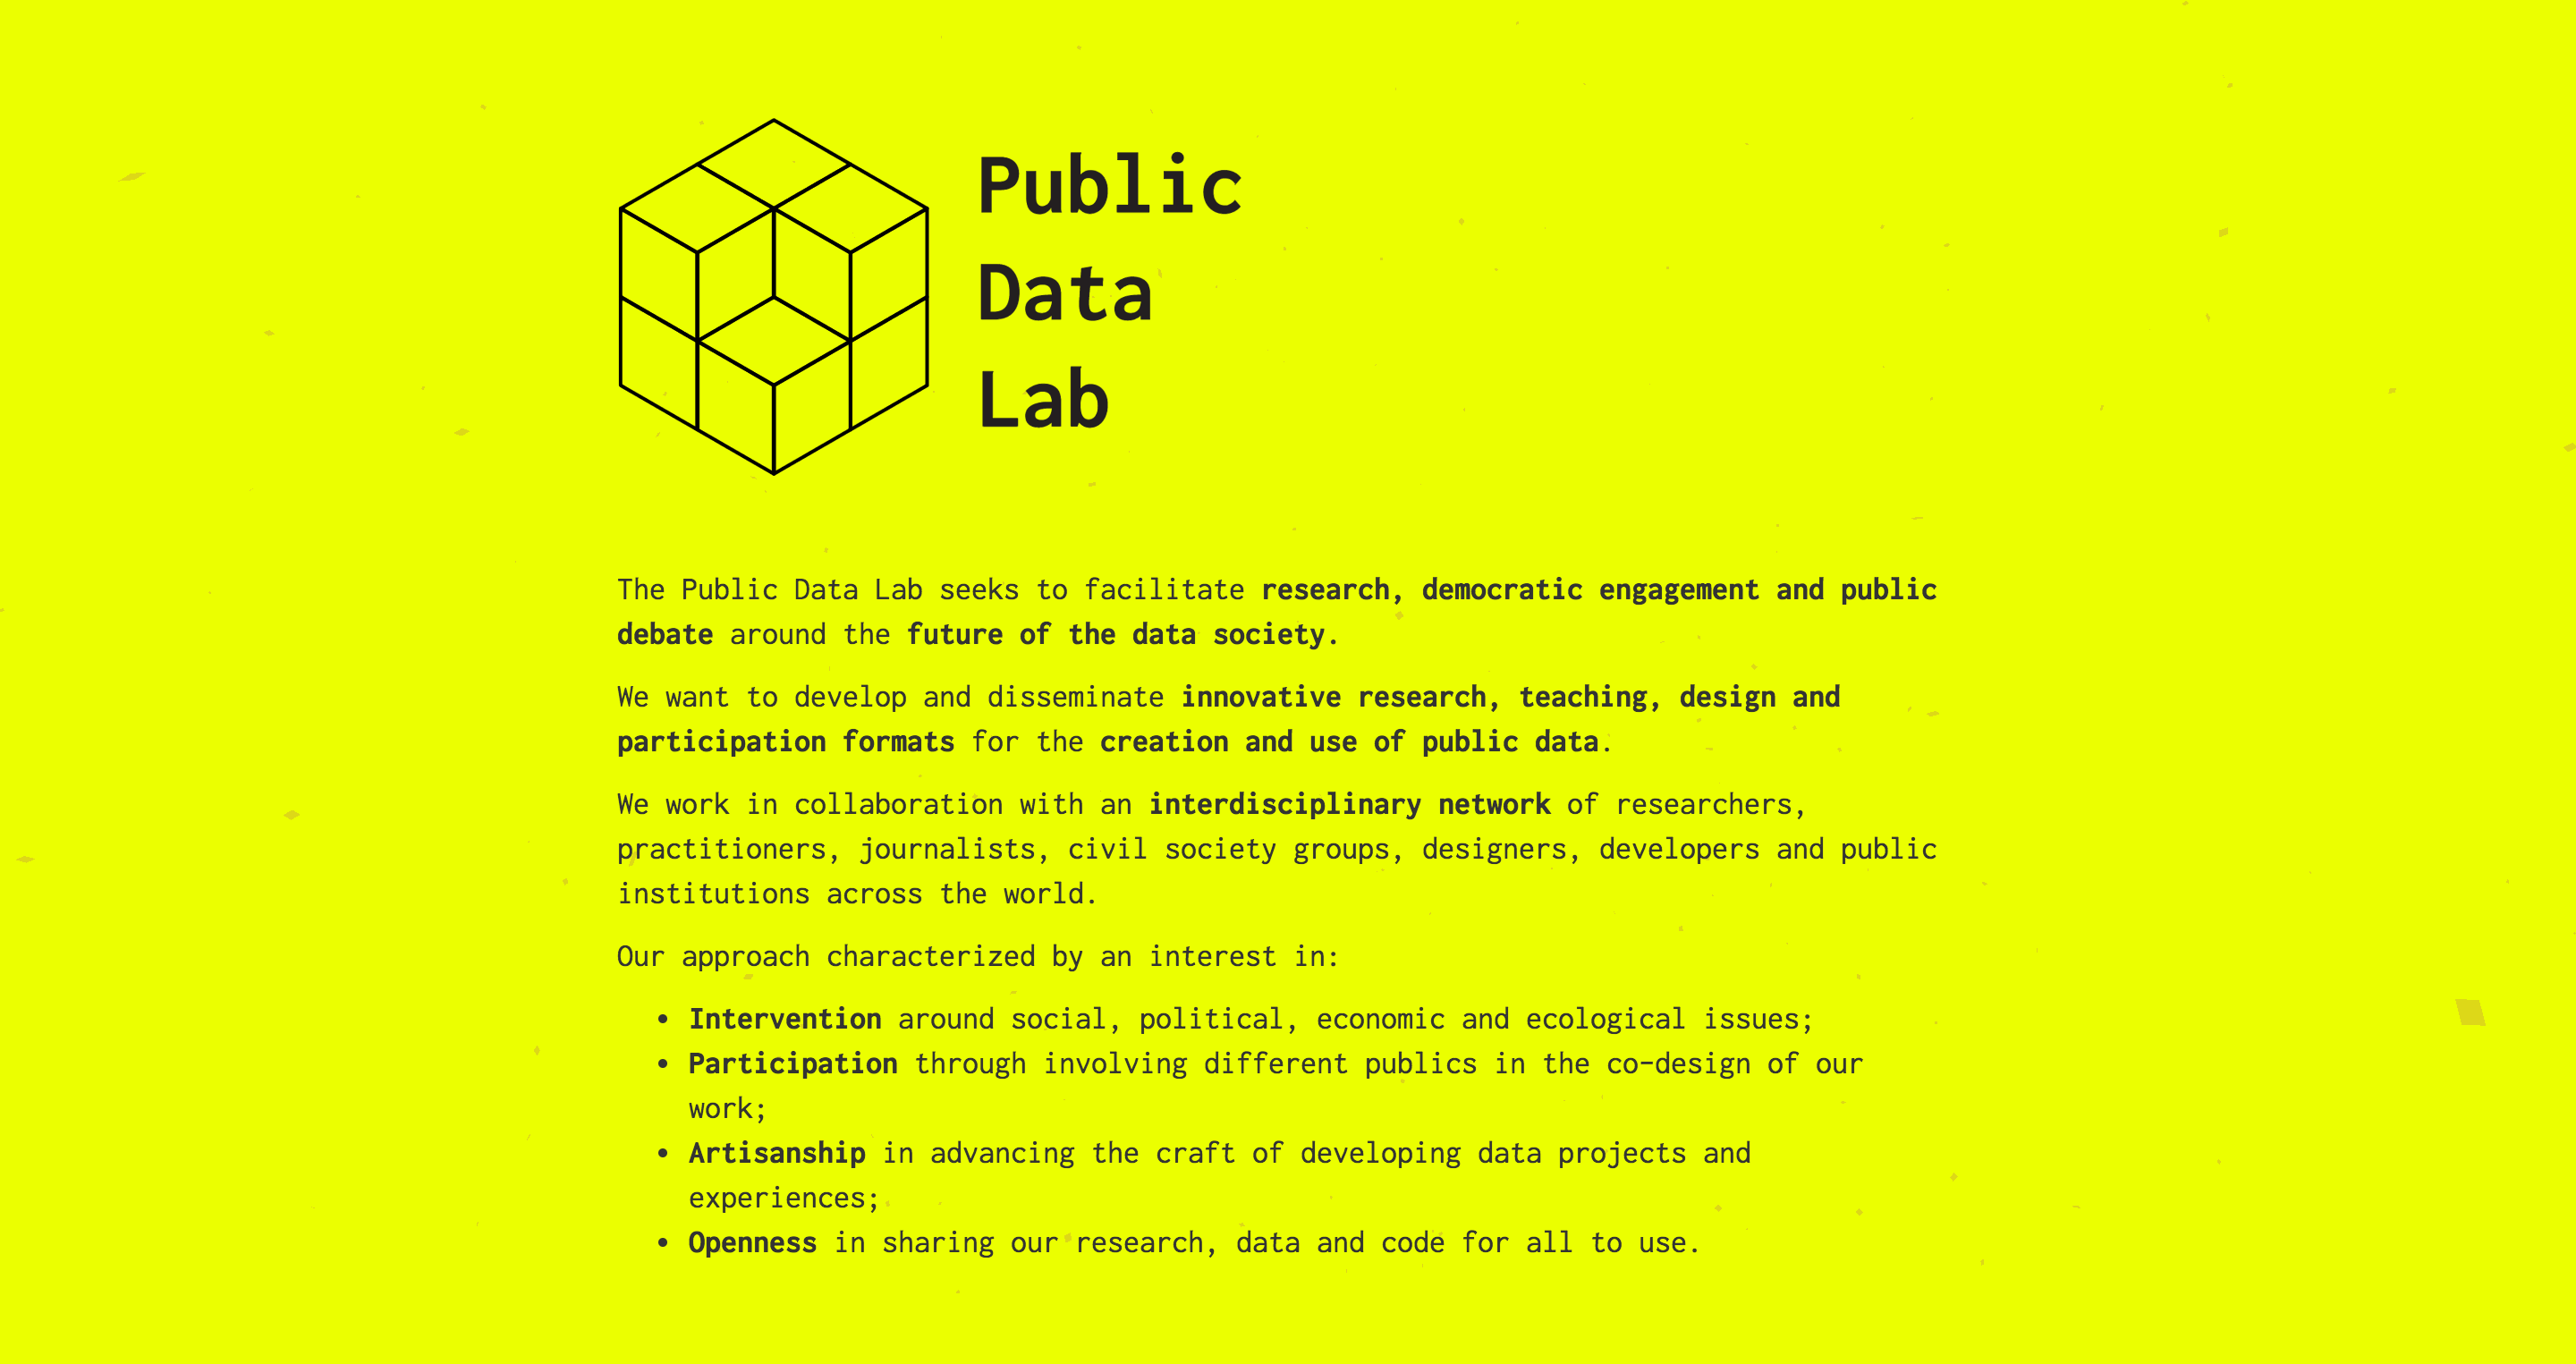 Public
Data
Lab
The Public Data Lab seeks to facilitate research, democratic engagement and public
debate around the future of the data society.
We want to develop and disseminate innovative research, teaching, design and
participation formats for the creation and use of public data.
We work in collaboration with an interdisciplinary network of researchers,
practitioners, journalists, civil society groups, designers, developers and public
institutions across the world.
Our approach characterized by an interest in:
• Intervention around social, political, economic and ecological issues;
• Participation through involving different publics in the co-design of our
work;
• Artisanship in advancing the craft of developing data projects and
experiences;
• Openness in sharing our research, data and code for all to use.